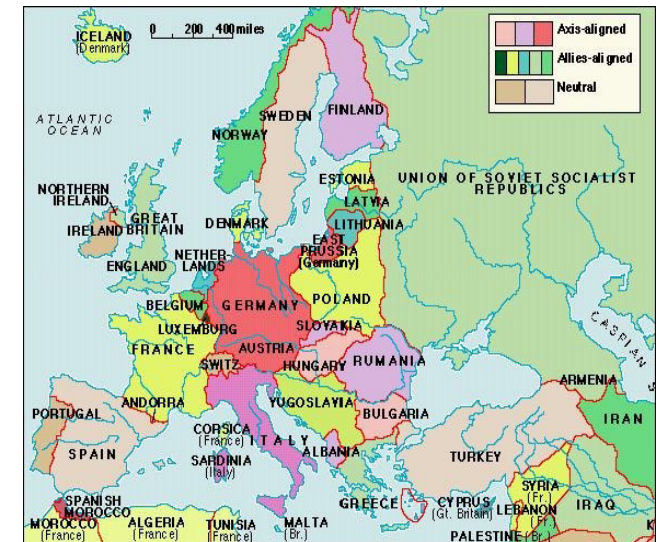 ICELAND
(Denmark)
0 200 400 miles
Axis-aligned
Allies-aligned
Neutral
ATLANTIC
OCEAN
NORWAY
SWEDEN
FINLAND
ESTONIA
LATVIA
LITHUANIA
UNION OF SOVIET SOCIALIST
REPUBLICS
NORTHERN
IRELAND
IRELAND
GREAT
BRITAIN
ENGLAND
DENMARK
NETHER-
LANDS
EAST
PRUSSIA
(Germany)
BELGIUM
GERMANY
POLAND
LUXEMBURG
SLOVAKIA
FRANCE
AUSTRIA
SWITZ
HUNGARY
RUMANIA
CASPIAN S
ANDORRA
YUGOSLAVIA
BULGARIA
ARMENIA
IRAN
PORTUGAL
SPAIN
CORSICA
(France)
ITALY
SARDINIA
(Italy)
ALBANIA
TURKEY
GREECE
CYPRUS
(Gt. Britain)
SYRIA
(Fr.)
LEBANON
(Fr.)
IRAQ
SPANISH
MOROCCO
MOROCCO
(France)
ALGERIA
(France)
TUNISIA
(France)
MALTA
(Br.)
PALESTINE (Br.)
K